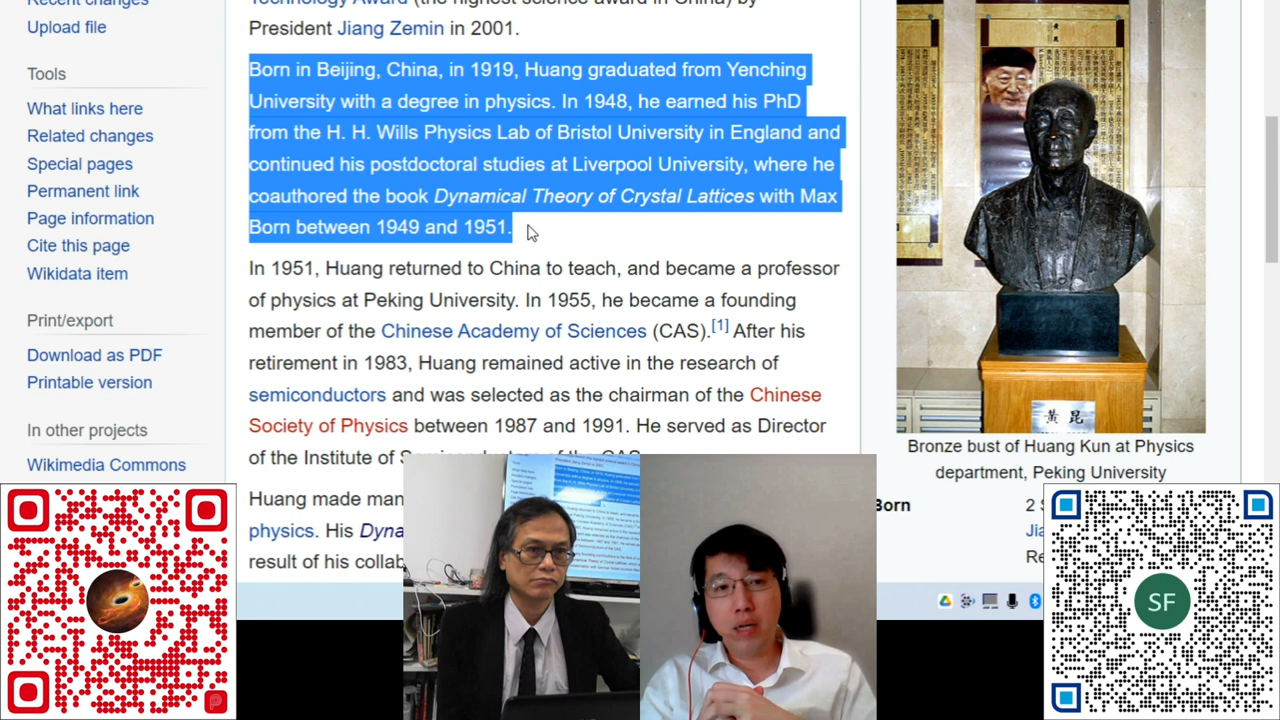 Recent changes
Upload file
Tools
What links here
Related changes
Special pages
Permanent link
Page information
Cite this page
Wikidata item
Print/export
Download as PDF
Printable version
In other projects
Wikimedia Commons
Technology Award (the highest science award in China) by
President Jiang Zemin in 2001.
Born in Beijing, China, in 1919, Huang graduated from Yenching
University with a degree in physics. In 1948, he earned his PhD
from the H. H. Wills Physics Lab of Bristol University in England and
continued his postdoctoral studies at Liverpool University, where he
coauthored the book Dynamical Theory of Crystal Lattices with Max
Born between 1949 and 1951.
In 1951, Huang returned to China to teach, and became a professor
of physics at Peking University. In 1955, he became a founding
member of the Chinese Academy of Sciences (CAS).[1] After his
retirement in 1983, Huang remained active in the research of
semiconductors and was selected as the chairman of the Chinese
Society of Physics between 1987 and 1991. He served as Director
of the Institute of
Huang made man
physics. His Dyna
result of his collab
黄昆
黃昆
Bronze bust of Huang Kun at Physics
department, Peking University
Born
2 S
Jia
Re
SF